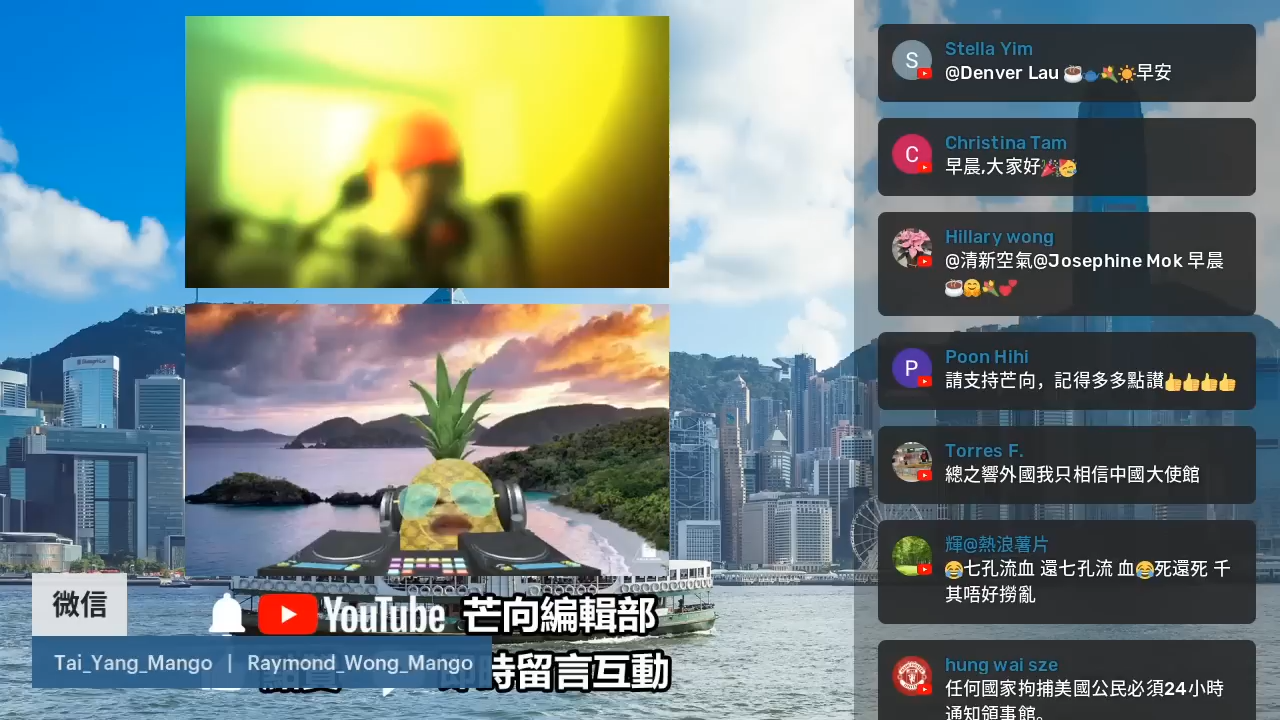 Stella Yim
@Denver Lau ☕🧢💐☀️早安
Christina Tam
早晨,大家好🎉🥳
Hillary wong
@清新空氣@Josephine Mok 早晨
☕🤗💐💕
Poon Hihi
請支持芒向，記得多多點讚👍👍👍👍
Torres F.
總之響外國我只相信中國大使館
輝@熱浪薯片
😂七孔流血 還七孔流 血😂死還死 千
其唔好撈亂
hung wai sze
任何國家拘捕美國公民必須24小時
通知領事館。
微信
YouTube 芒向編輯部
Tai_Yang_Mango | Raymond_Wong_Mango
時留言互動